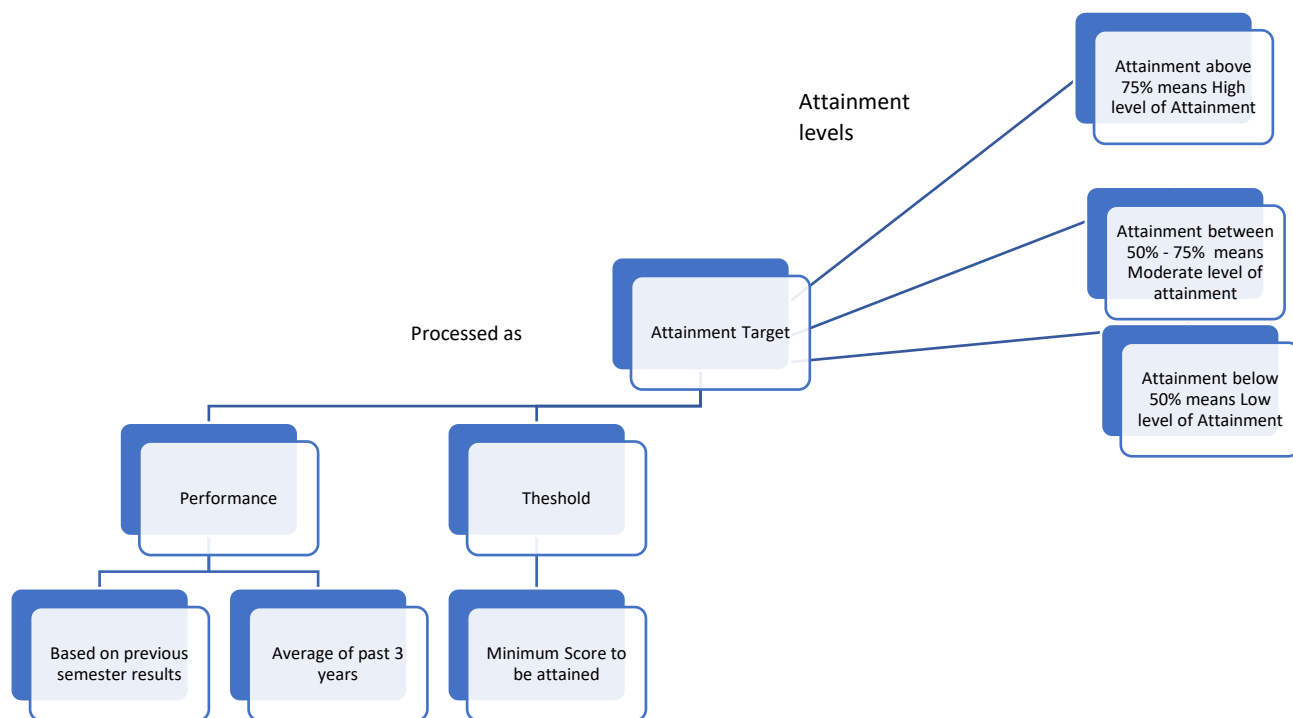 Attainment
levels
Attainment above
75% means High
level of Attainment
Attainment between
50% - 75% means
Moderate level of
attainment
Attainment below
50% means Low
level of Attainment
Processed as
Attainment Target
Performance
Theshold
Based on previous
semester results
Average of past 3
years
Minimum Score to
be attained